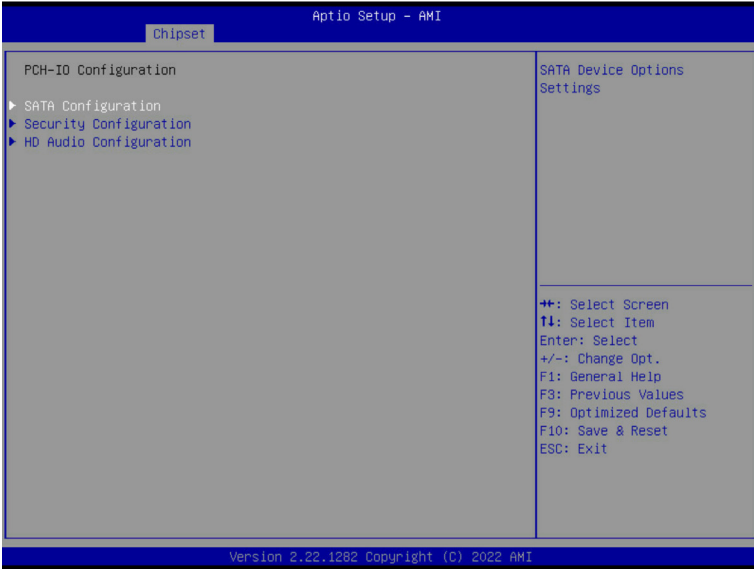 Aptio Setup – AMI
Chipset
PCH-IO Configuration
▶ SATA Configuration
▶ Security Configuration
▶ HD Audio Configuration
SATA Device Options
Settings
→←: Select Screen
↑↓: Select Item
Enter: Select
+/-: Change Opt.
F1: General Help
F3: Previous Values
F9: Optimized Defaults
F10: Save & Reset
ESC: Exit
Version 2.22.1282 Copyright (C) 2022 AMI